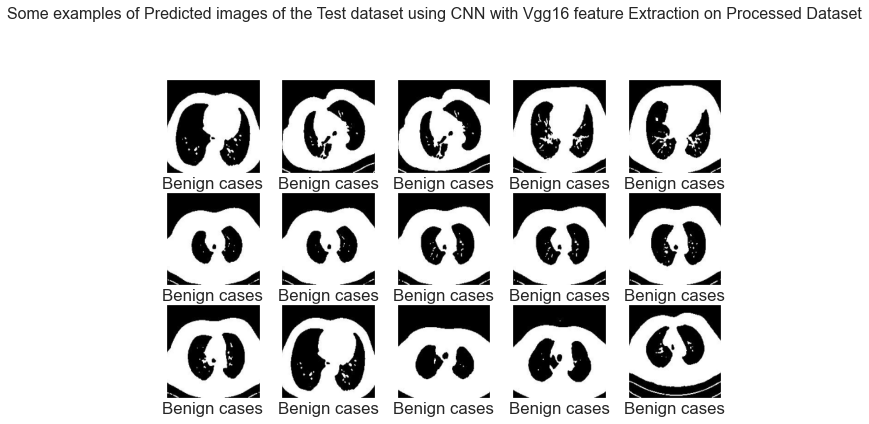 Some examples of Predicted images of the Test dataset using CNN with Vgg16 feature Extraction on Processed Dataset
Benign cases Benign cases Benign cases Benign cases Benign cases
Benign cases Benign cases Benign cases Benign cases Benign cases
Benign cases Benign cases Benign cases Benign cases Benign cases